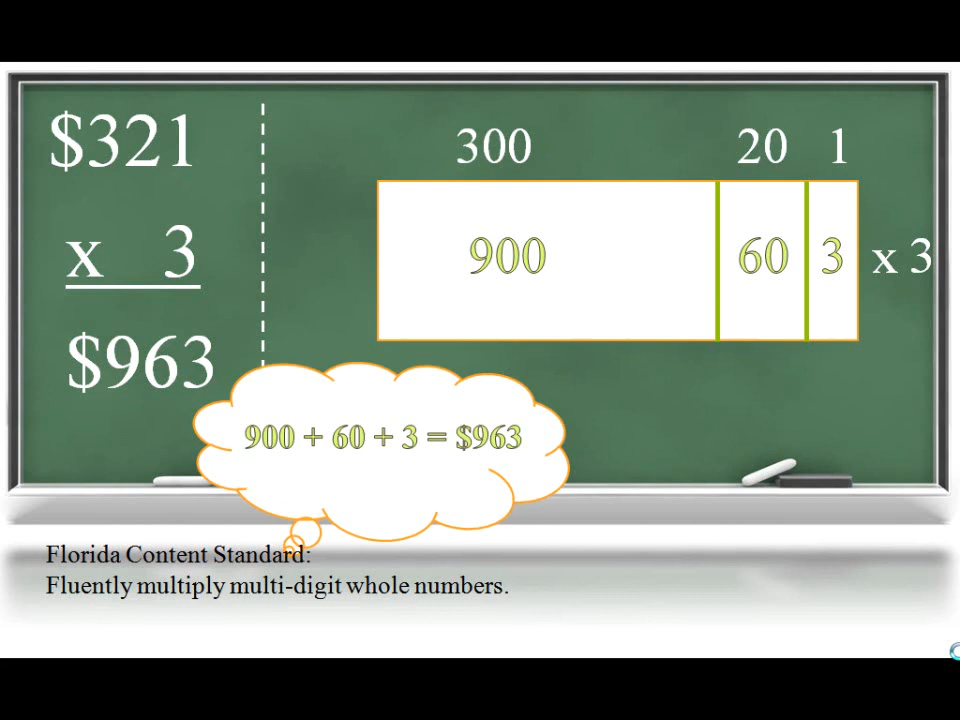 $321
x 3
$963
300 20 1
900 60 3 x 3
900 + 60 + 3 = $963
Florida Content Standard:
Fluently multiply multi-digit whole numbers.